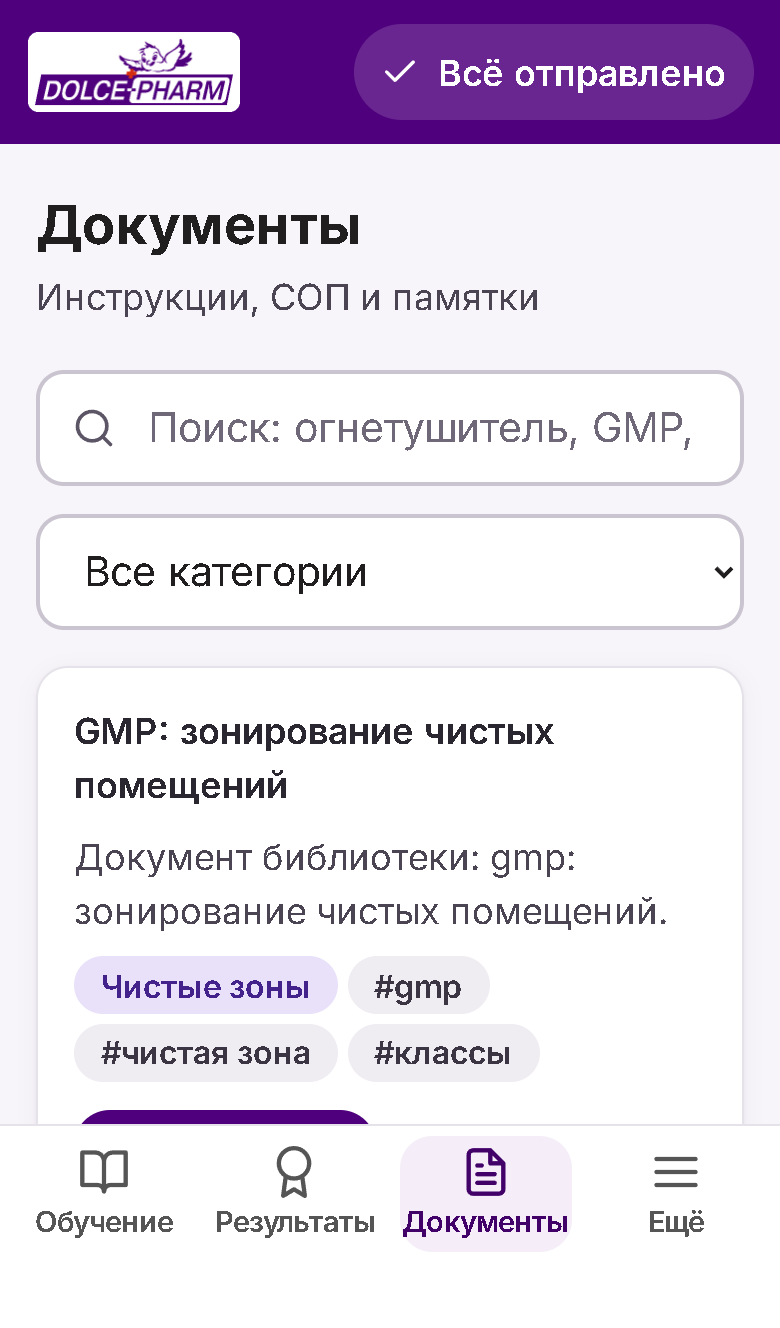 DOLCE-PHARM
Всё отправлено
Документы
Инструкции, СОП и памятки
Поиск: огнетушитель, GMP,
Все категории
GMP: зонирование чистых
помещений
Документ библиотеки: gmp:
зонирование чистых помещений.
Чистые зоны #gmp
#чистая зона #классы
Обучение Результаты Документы Ещё